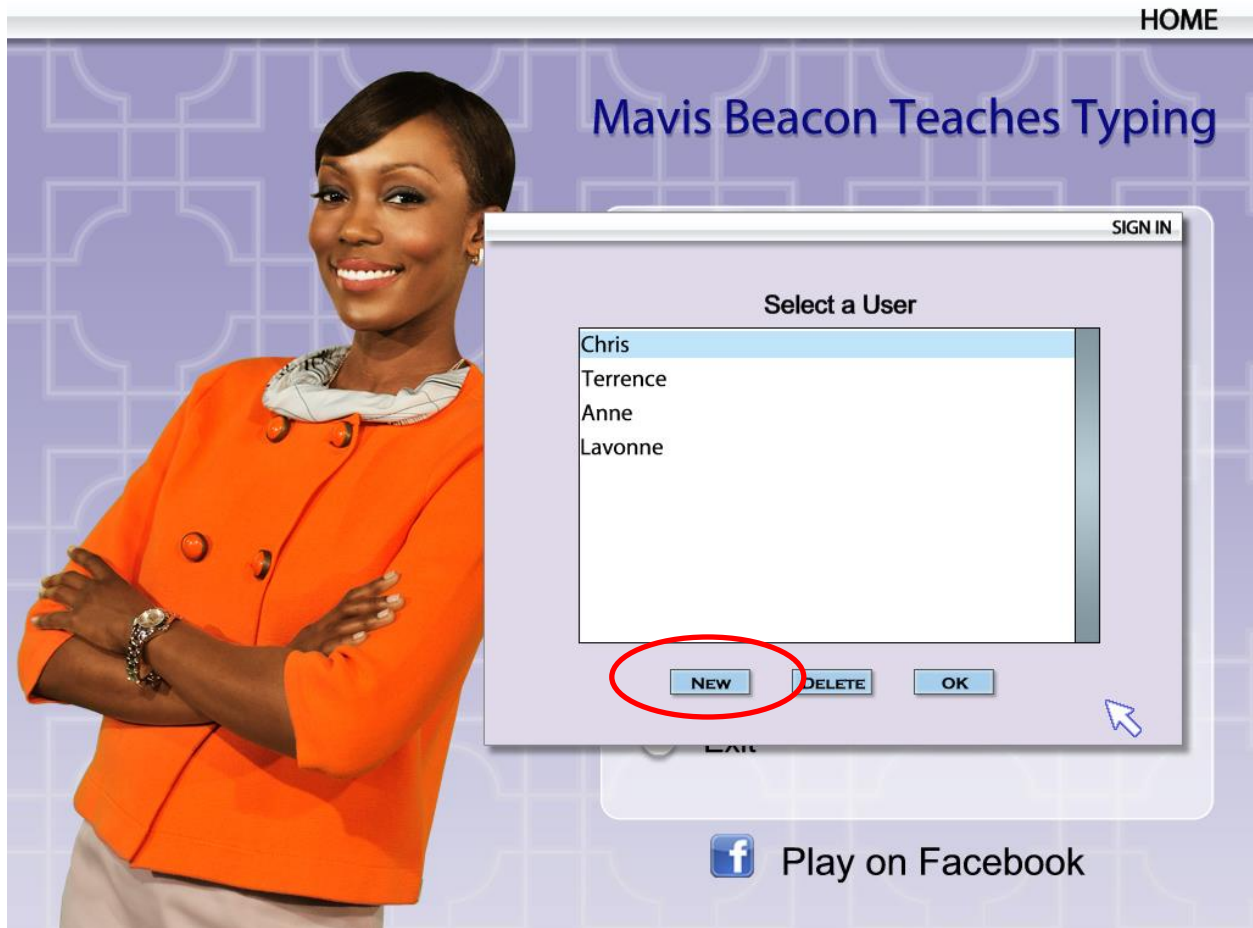 HOME
Mavis Beacon Teaches Typing
SIGN IN
Select a User
Chris
Terrence
Anne
Lavonne
NEW DELETE OK
Exit
f Play on Facebook